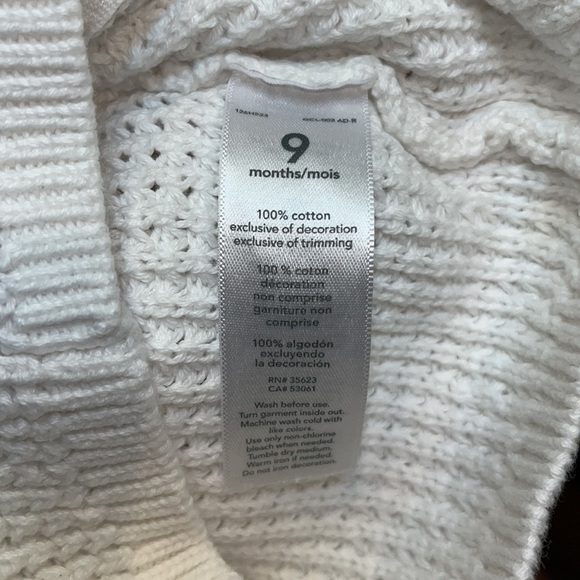 9
months/mois
100% cotton
exclusive of decoration
exclusive of trimming
100 % coton
décoration
non comprise
garniture non
comprise
100% algodón
excluyendo
la decoración
RN# 35623
CA# 53061
Wash before use.
Turn garment inside out.
Machine wash cold with
like colors.
Use only non-chlorine
bleach when needed.
Tumble dry medium.
Warm iron if needed.
Do not iron decoration.